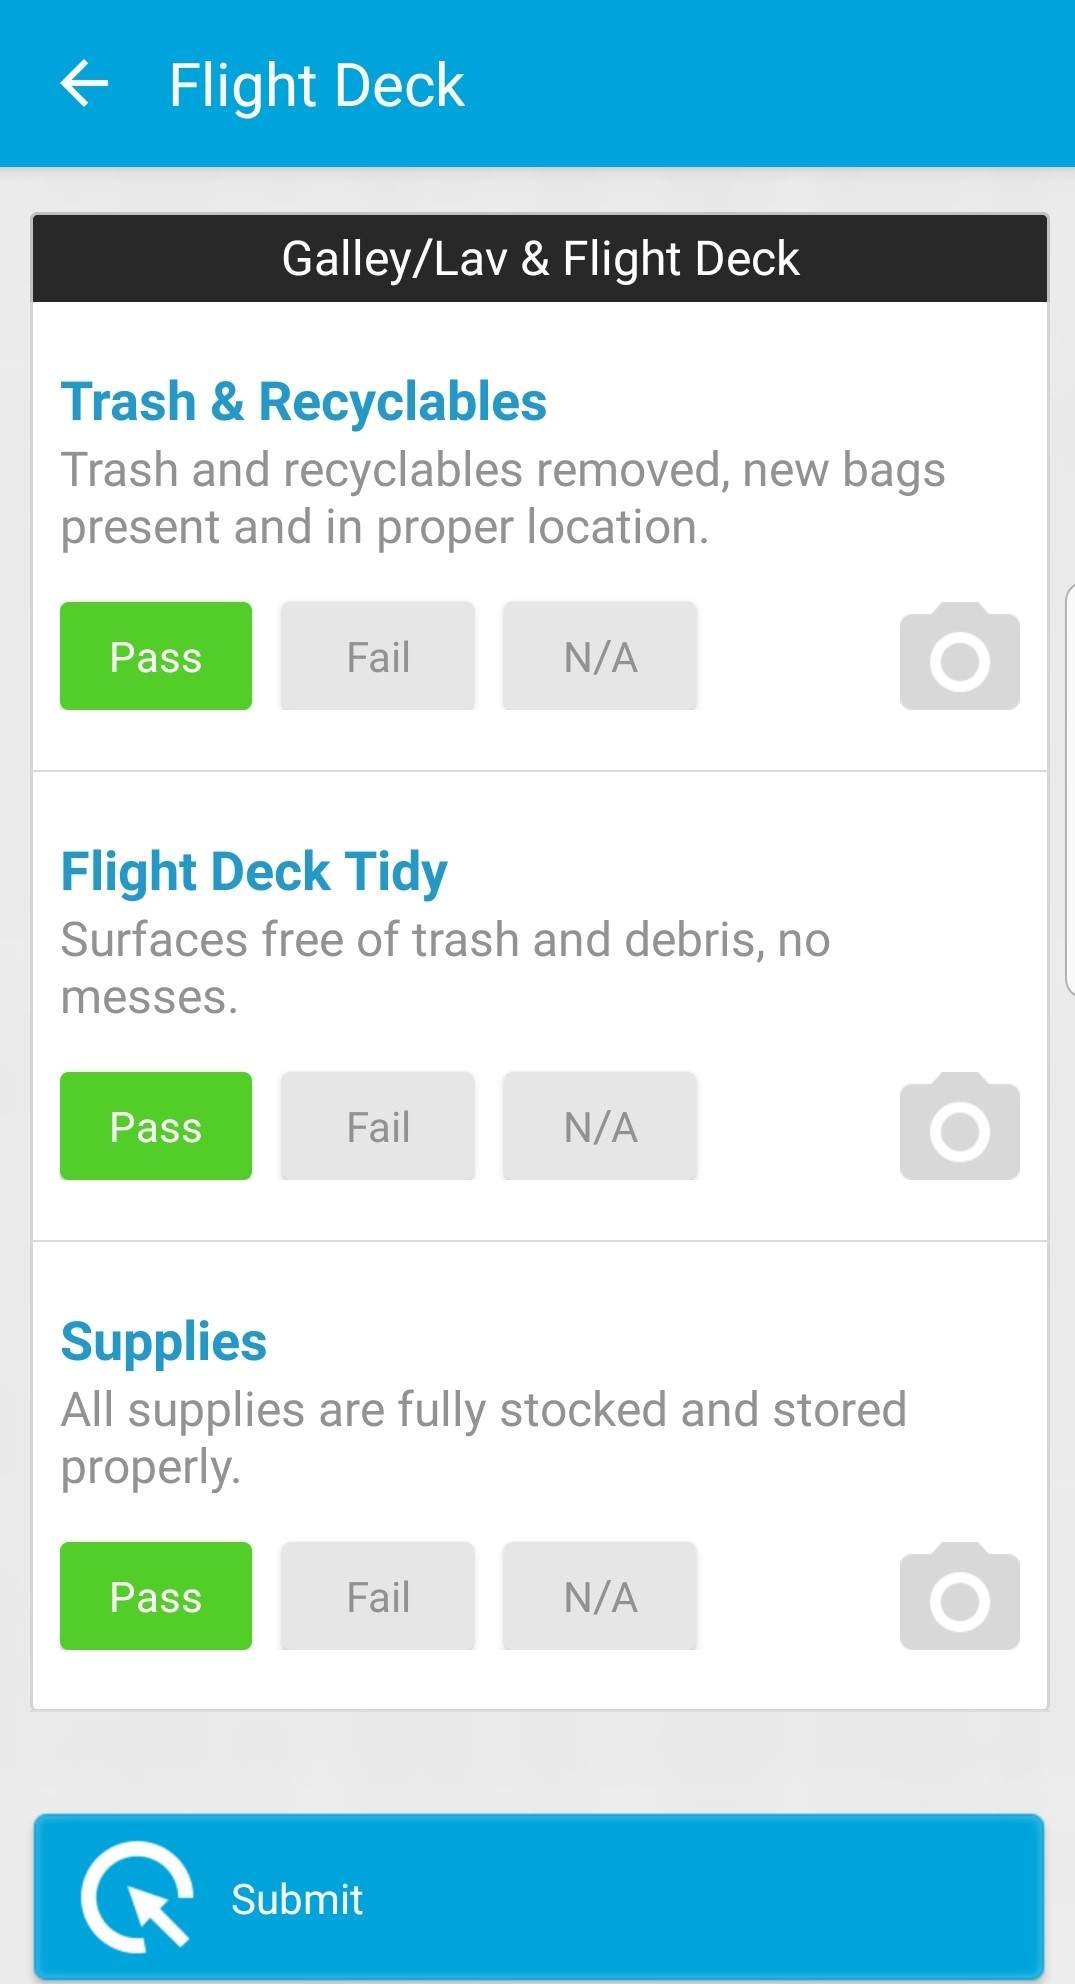 Flight Deck
Galley/Lav & Flight Deck
Trash & Recyclables
Trash and recyclables removed, new bags
present and in proper location.
Pass Fail N/A
Flight Deck Tidy
Surfaces free of trash and debris, no
messes.
Pass Fail N/A
Supplies
All supplies are fully stocked and stored
properly.
Pass Fail N/A
Submit